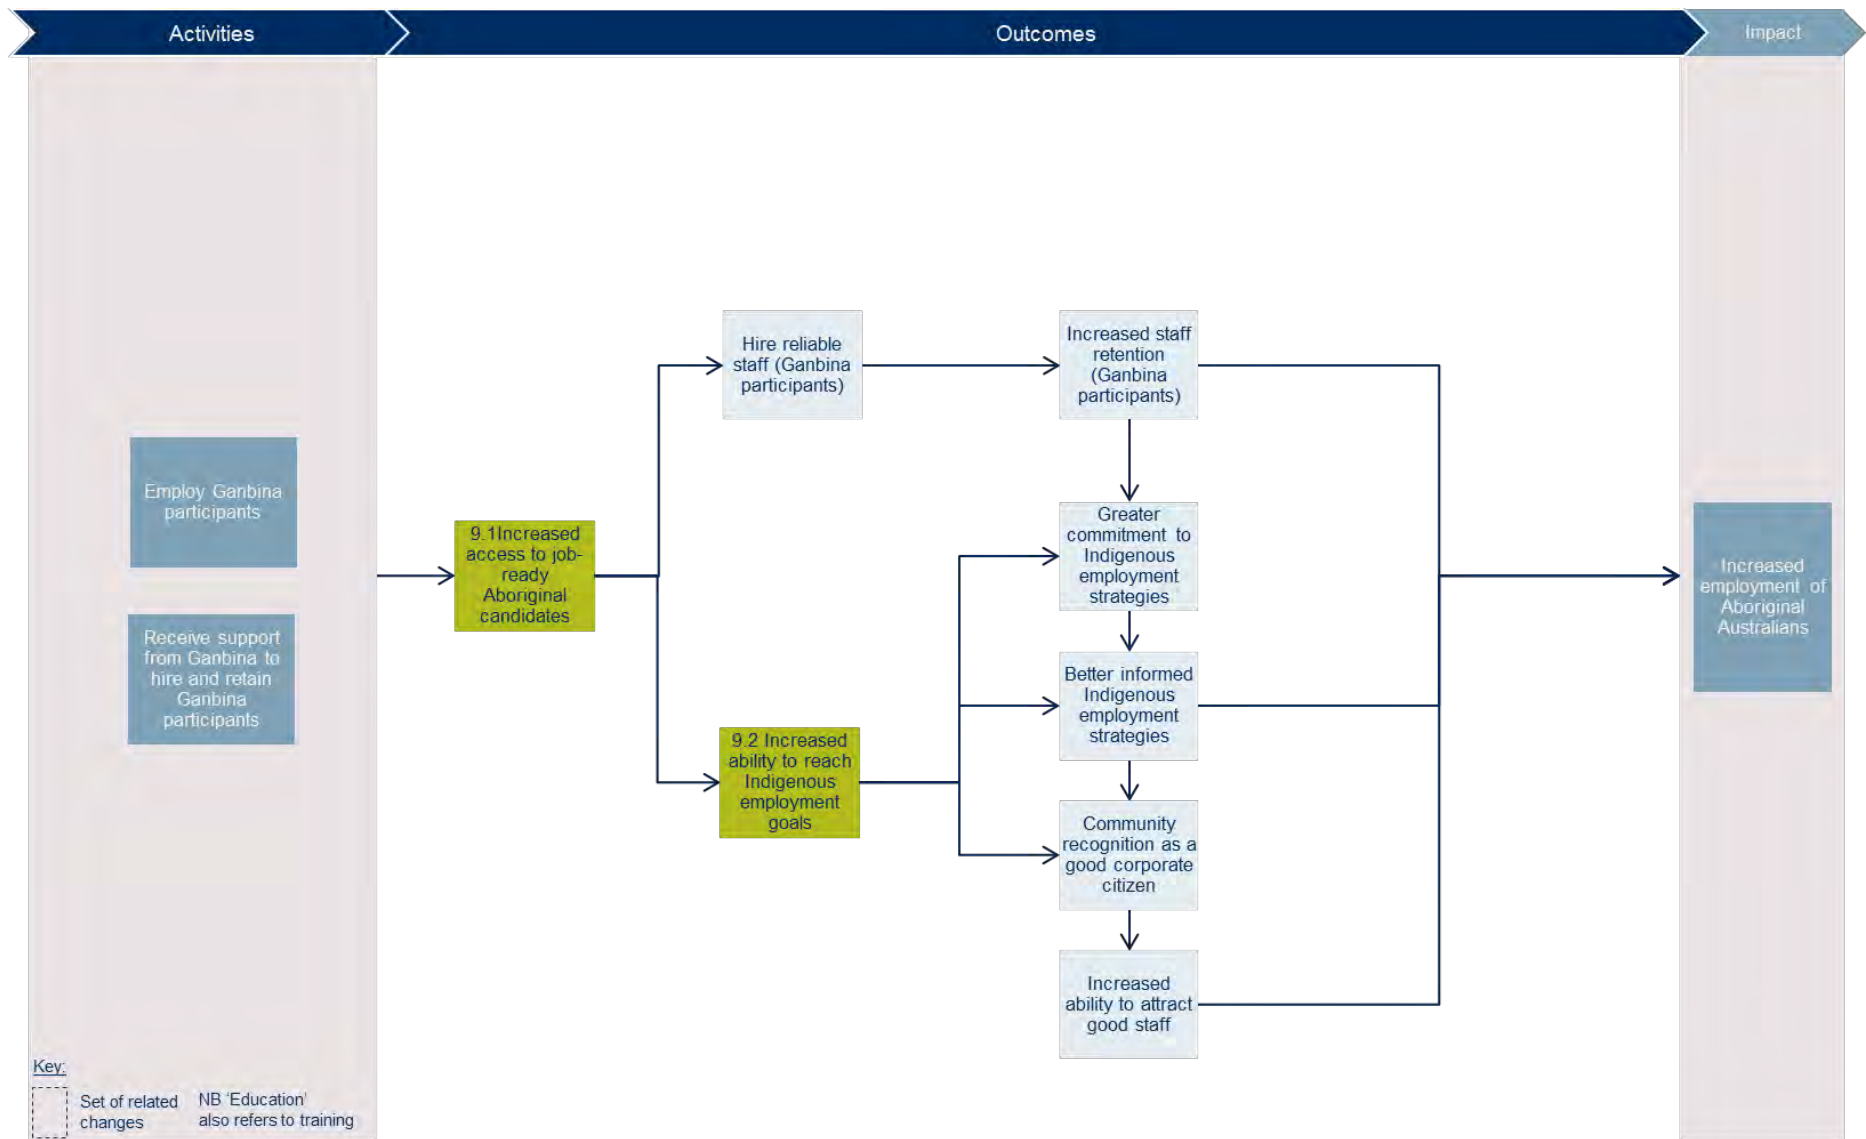 Activities
Outcomes
Impact
Employ Ganbina
participants
Receive support
from Ganbina to
hire and retain
Ganbina
participants
9.1Increased
access to job-
ready
Aboriginal
candidates
Hire reliable
staff (Ganbina
participants)
9.2 Increased
ability to reach
Indigenous
employment
goals
Increased staff
retention
(Ganbina
participants)
Greater
commitment to
Indigenous
employment
strategies
Better informed
Indigenous
employment
strategies
Community
recognition as a
good corporate
citizen
Increased
ability to attract
good staff
Increased
employment of
Aboriginal
Australians
Key:
Set of related
changes
NB ‘Education’
also refers to training